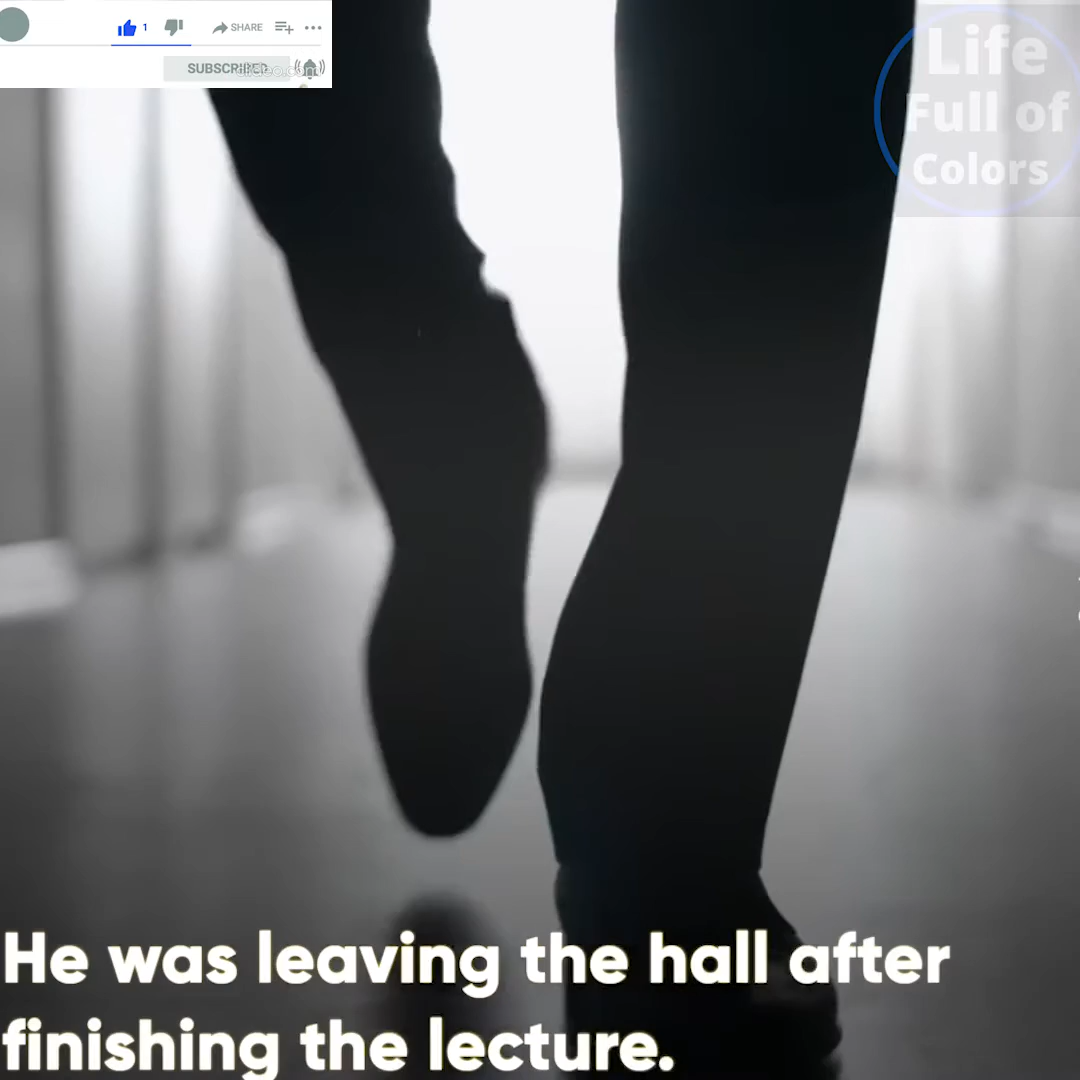 1
SHARE
SUBSCRIBED
Life
Full of
Colors
He was leaving the hall after
finishing the lecture.